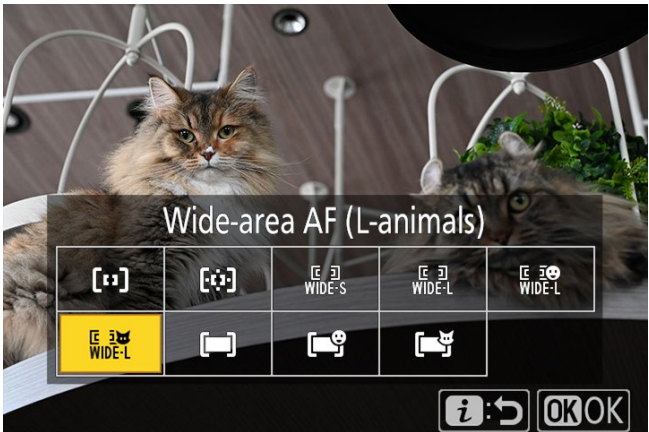 Wide-area AF (L-animals)
WIDE-S WIDE-L WIDE-L
WIDE-L
i: OK OK